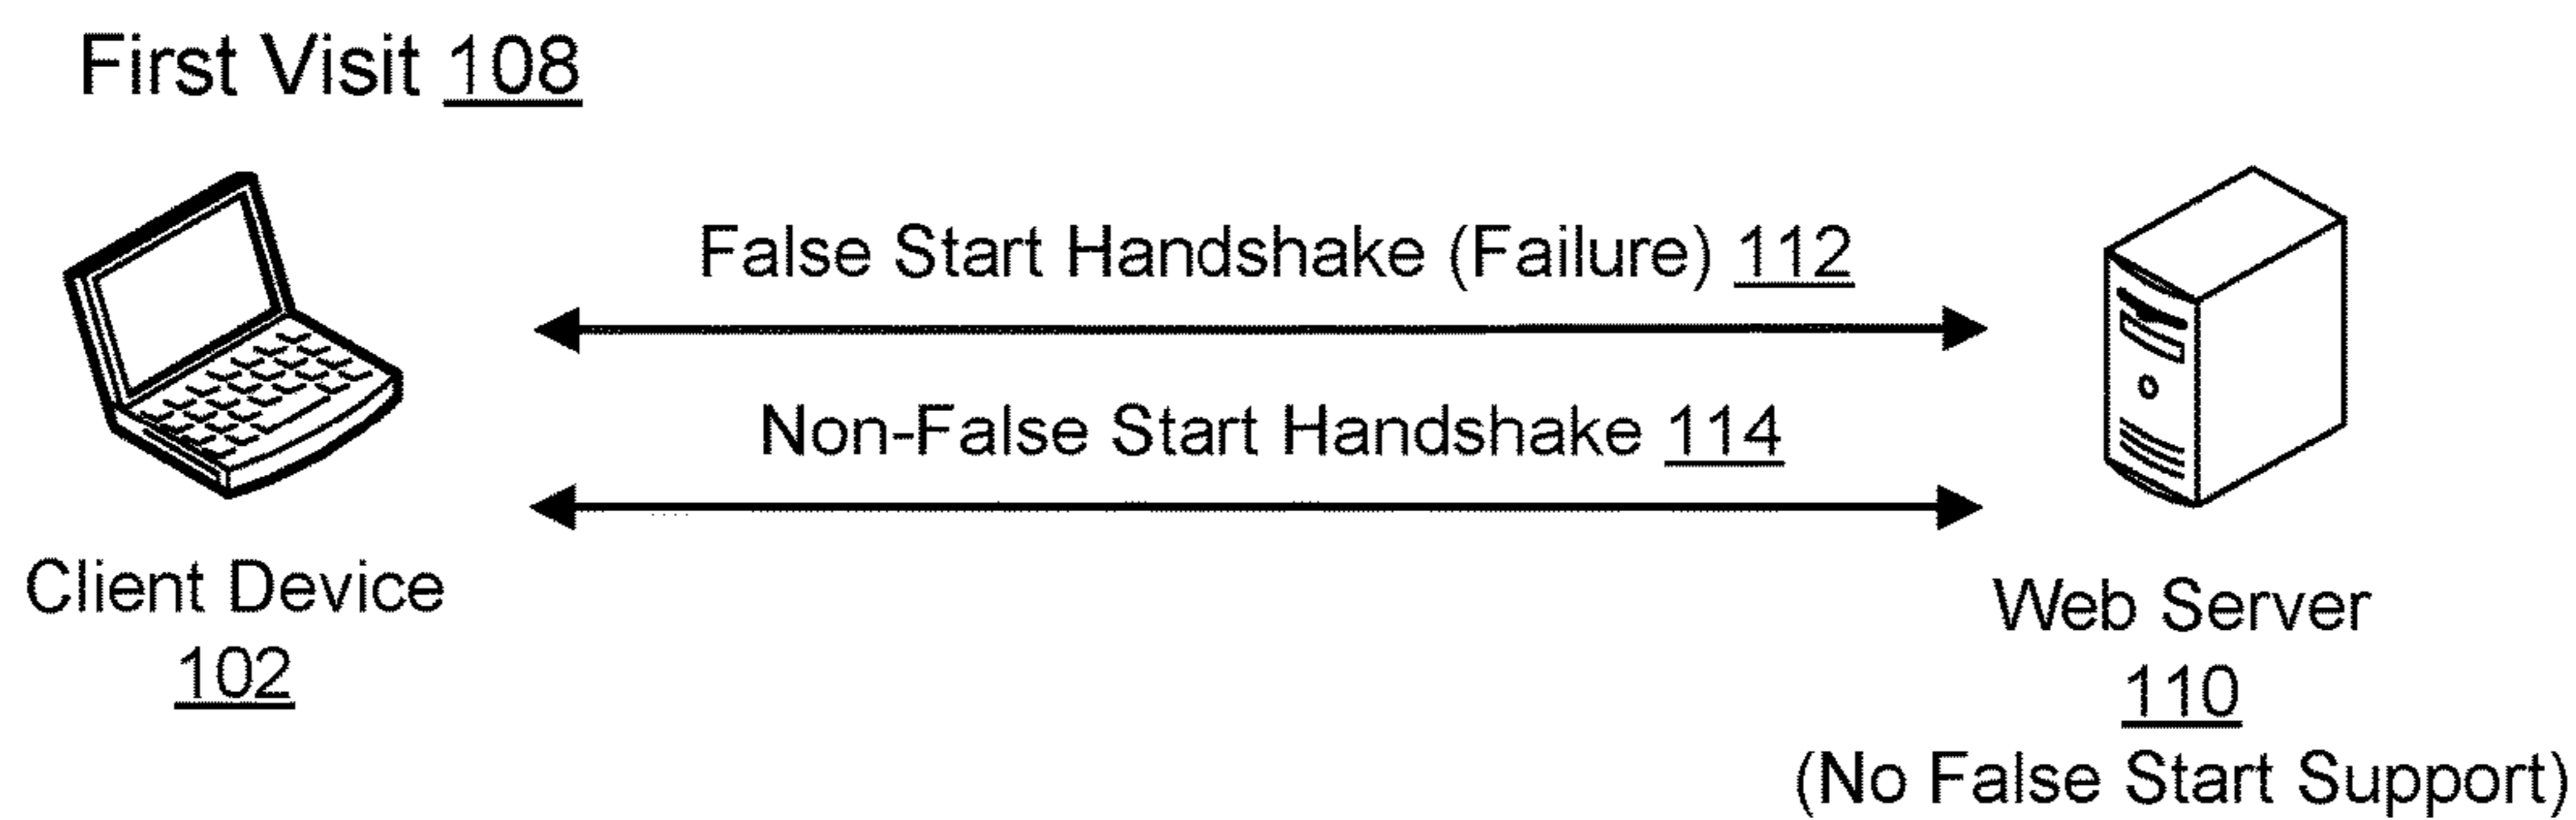 First Visit 108
False Start Handshake (Failure) 112
Non-False Start Handshake 114
Client Device
102
Web Server
110
(No False Start Support)